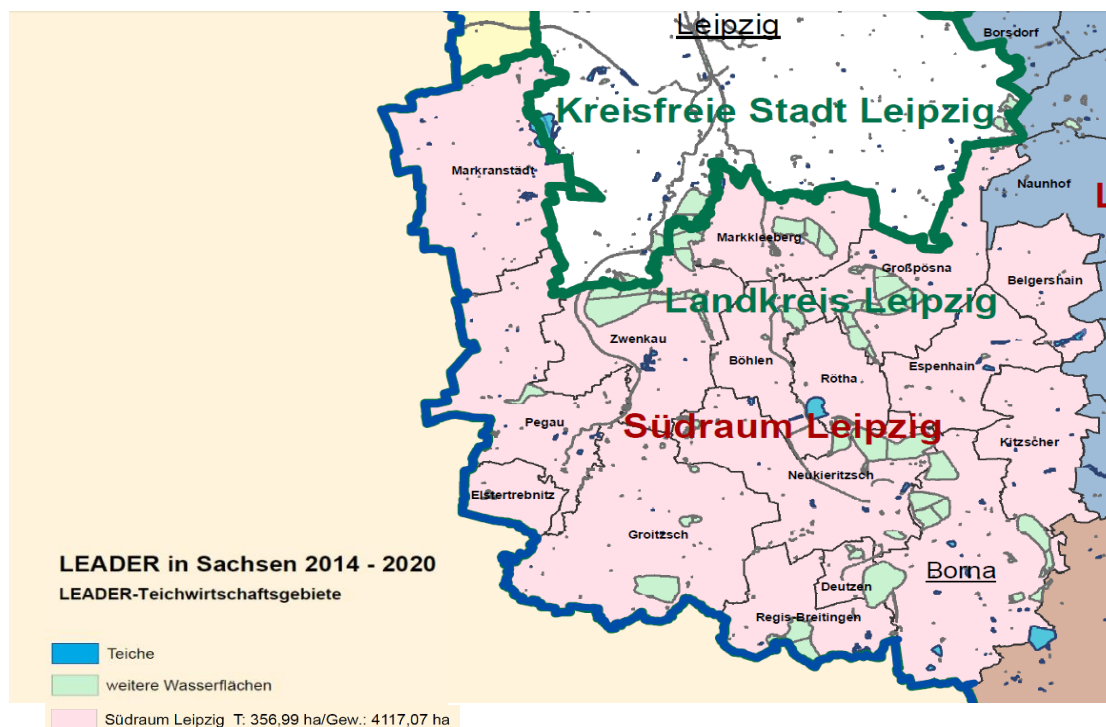 Leipzig
Borsdorf
Kreisfreie Stadt Leipzig
Markranstädt
Naunhof
L
Markkleeberg
Großpösna
Belgershain
Landkreis Leipzig
Zwenkau
Böhlen
Rötha
Espenhain
Pegau
Südraum Leipzig
Kitzscher
Neukieritzsch
Elstertrebnitz
Groitzsch
Borna
Deutzen
Regis-Breitingen
LEADER in Sachsen 2014 - 2020
LEADER-Teichwirtschaftsgebiete
Teiche
weitere Wasserflächen
Südraum Leipzig T: 356,99 ha/Gew.: 4117,07 ha